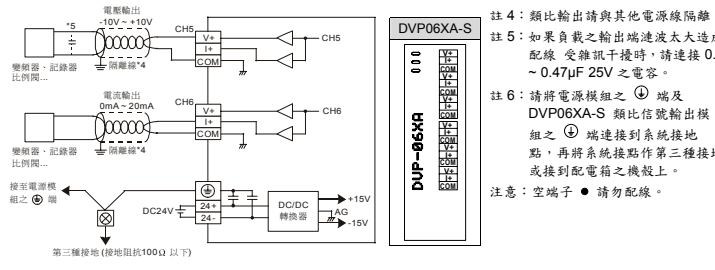 電壓輸出
-10V ~ +10V
*5
CH5
V+
I+
COM
CH5
變頻器、記錄器
比例閥...
隔離線*4
電流輸出
0mA ~ 20mA
CH6
V+
I+
COM
CH6
變頻器、記錄器
比例閥...
隔離線*4
接至電源模
組之 端
DC24V
24+
24-
DC/DC
轉換器
+15V
AG
-15V
第三種接地 (接地阻抗100Ω 以下)
DVP06XA-S
V+
I+
COM
V+
I+
COM
V+
I+
COM
V+
I+
COM
V+
I+
COM
V+
I+
COM
DVP-06XA
註 4：類比輸出請與其他電源線隔離
註 5：如果負載之輸出端漣波太大造
配線 受雜訊干擾時，請連接 0.
~ 0.47μF 25V 之電容。
註 6：請將電源模組之 端及
DVP06XA-S 類比信號輸出模
組之 端連接到系統接地
點，再將系統接點作第三種接
或接到配電箱之機殼上。
注意：空端子 ● 請勿配線。